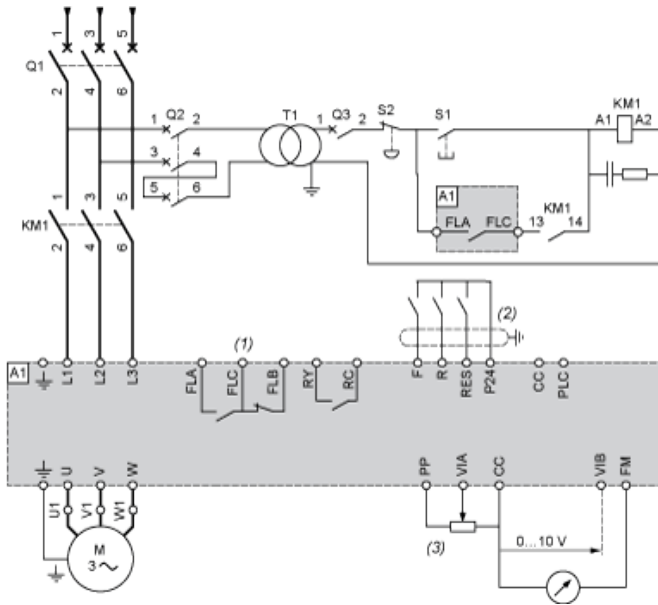 1 3 5
Q1
2 4 6
1 Q2 2
3 4
5 6
T1
1 Q3 2
S2
S1
KM1
A1 A2
A1
FLA FLC
KM1
13 14
1 3 5
KM1
2 4 6
(1)
(2)
A1
L1 L2 L3
FLA FLC FLB RY RC
F R RES P24 CC PLC
U V W
PP VIA CC VIB FM
U1 V1 W1
M
3
(3)
0...10 V